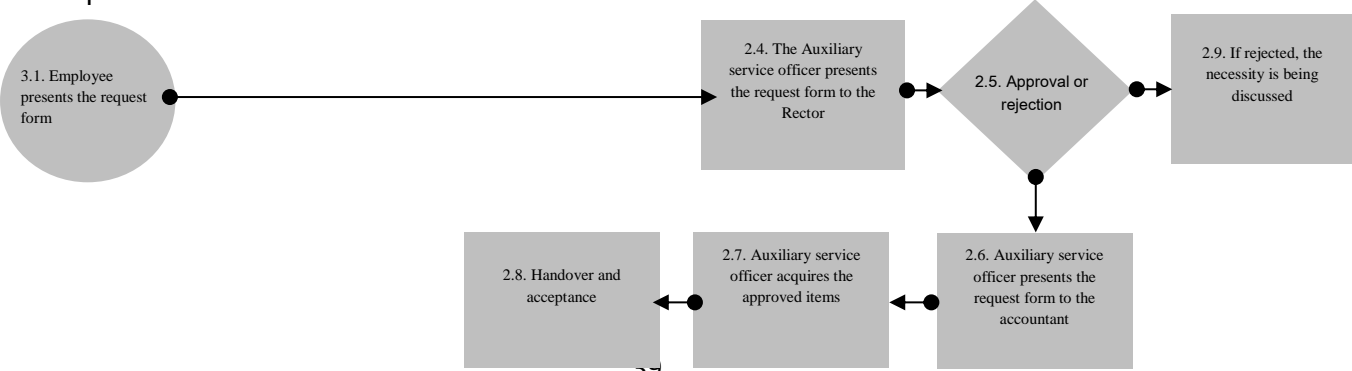 3.1. Employee
presents the request
form
2.4. The Auxiliary
service officer presents
the request form to the
Rector
2.5. Approval or
rejection
2.9. If rejected, the
necessity is being
discussed
2.8. Handover and
acceptance
2.7. Auxiliary service
officer acquires the
approved items
2.6. Auxiliary service
officer presents the
request form to the
accountant